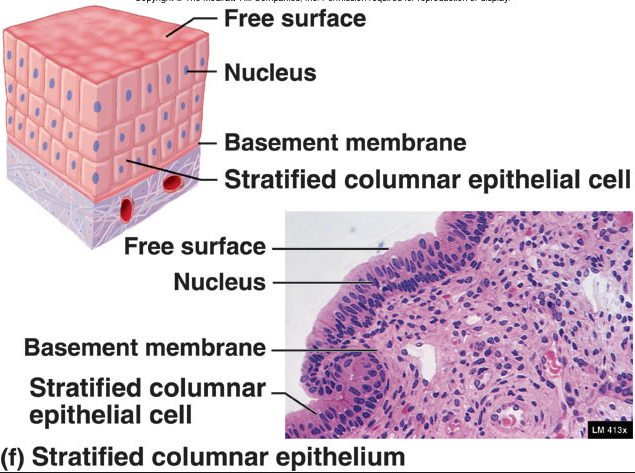 Free surface
Nucleus
Basement membrane
Stratified columnar epithelial cell
Free surface
Nucleus
Basement membrane
Stratified columnar
epithelial cell
LM 413x
(f) Stratified columnar epithelium